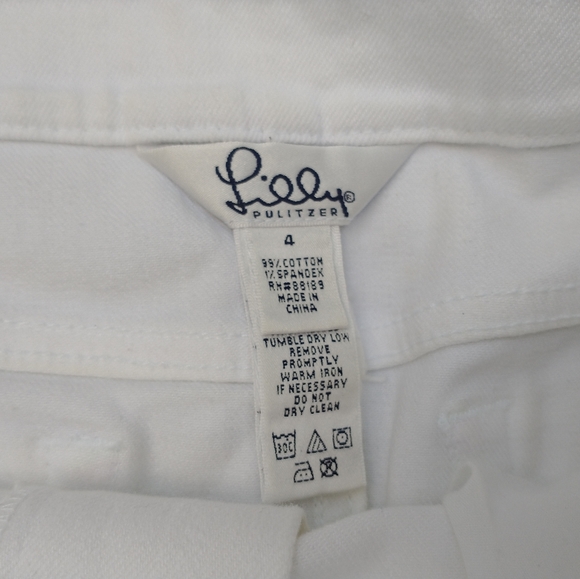 Lilly®
PULITZER
4
99% COTTON
1% SPANDEX
RN#88189
MADE IN
CHINA
TUMBLE DRY LOW
REMOVE
PROMPTLY
WARM IRON
IF NECESSARY
DO NOT
DRY CLEAN
30C